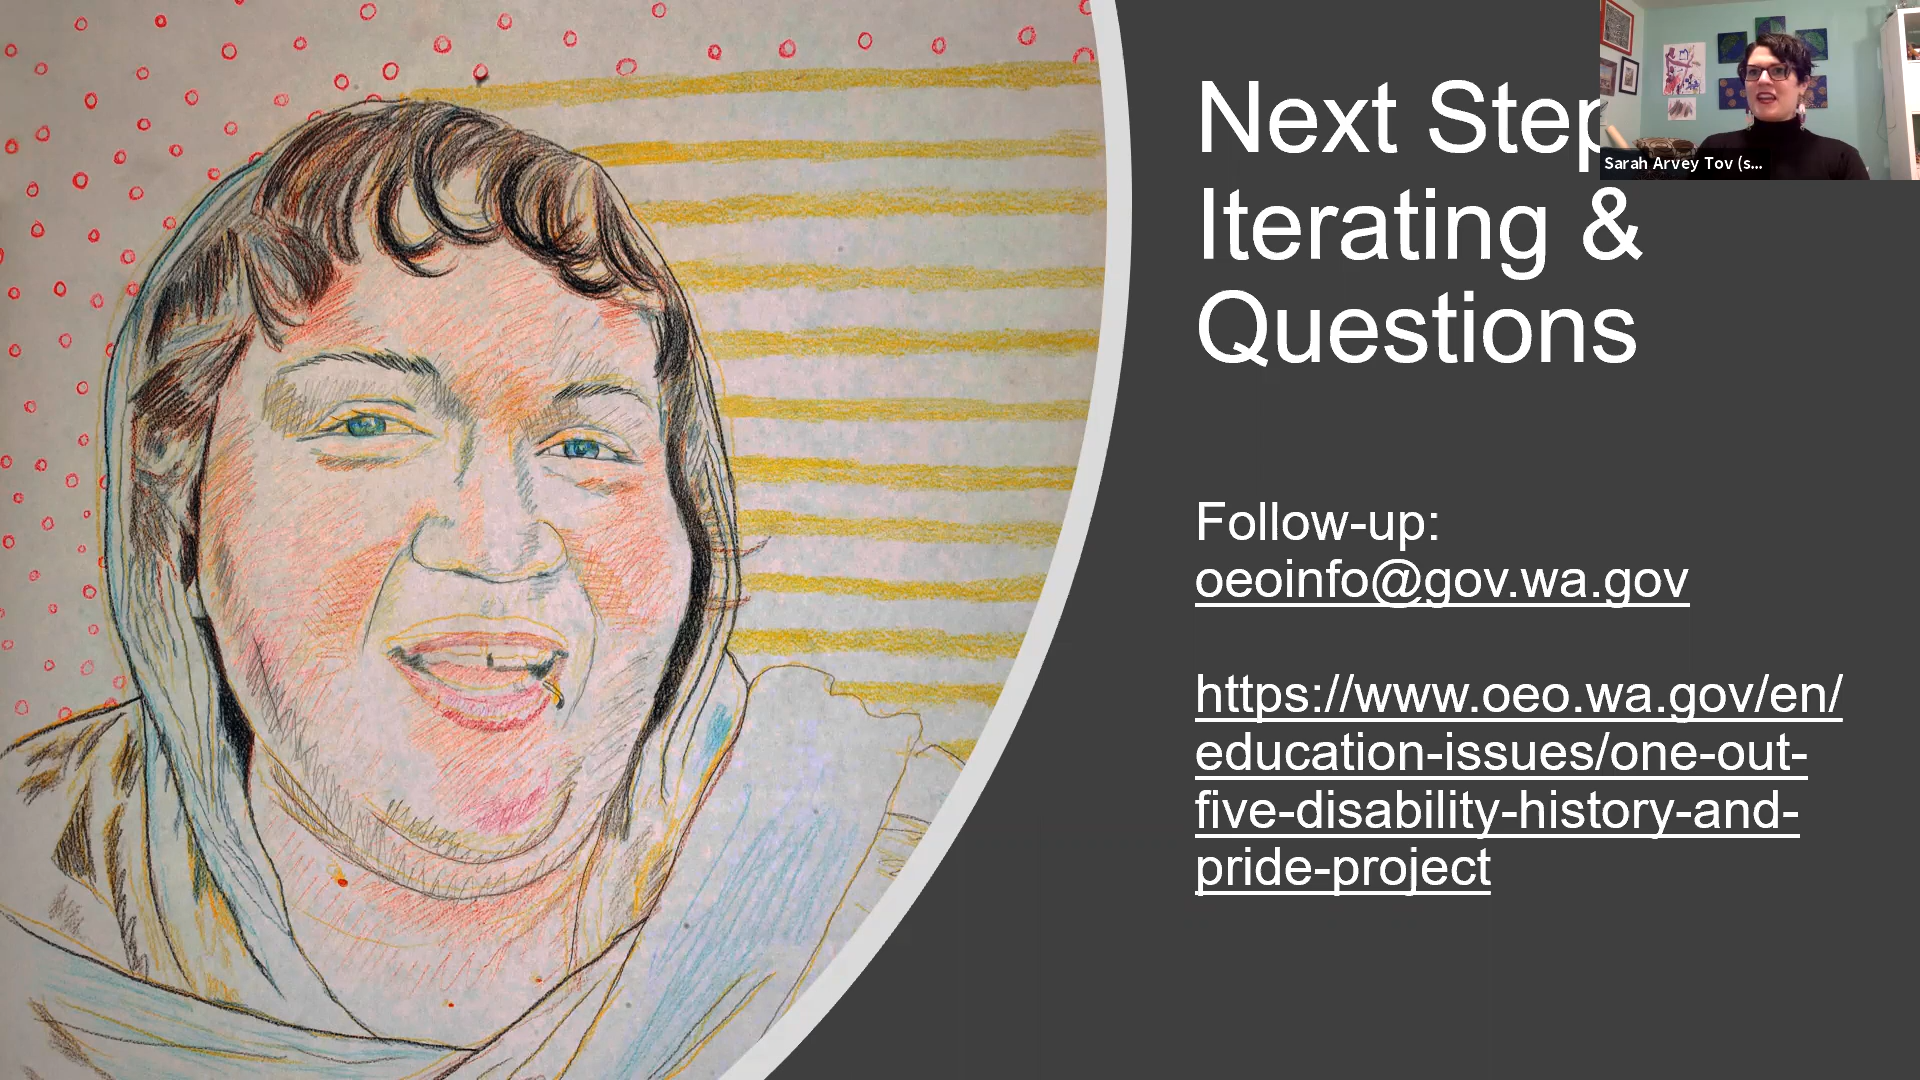 Next Step
Iterating &
Questions
Sarah Arvey Tov (s...
Follow-up:
oeoinfo@gov.wa.gov
https://www.oeo.wa.gov/en/
education-issues/one-out-
five-disability-history-and-
pride-project